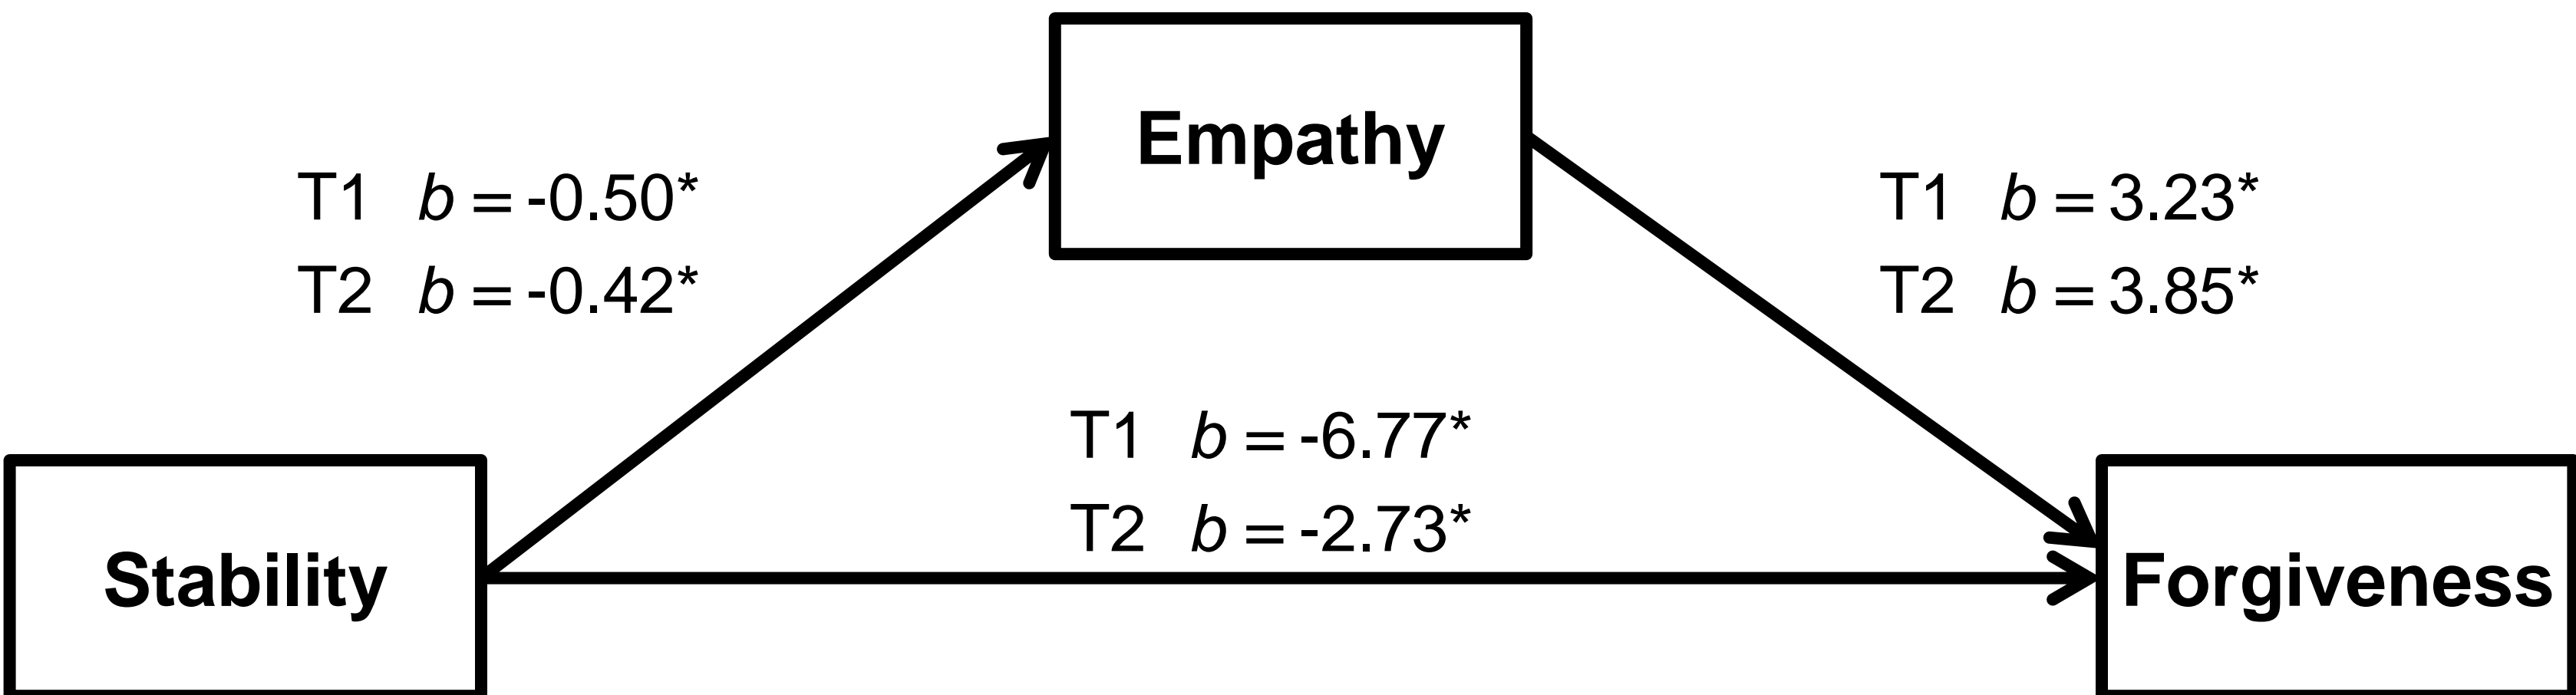 Empathy
T1 b = -0.50*
T2 b = -0.42*
T1 b = 3.23*
T2 b = 3.85*
T1 b = -6.77*
T2 b = -2.73*
Stability
Forgiveness